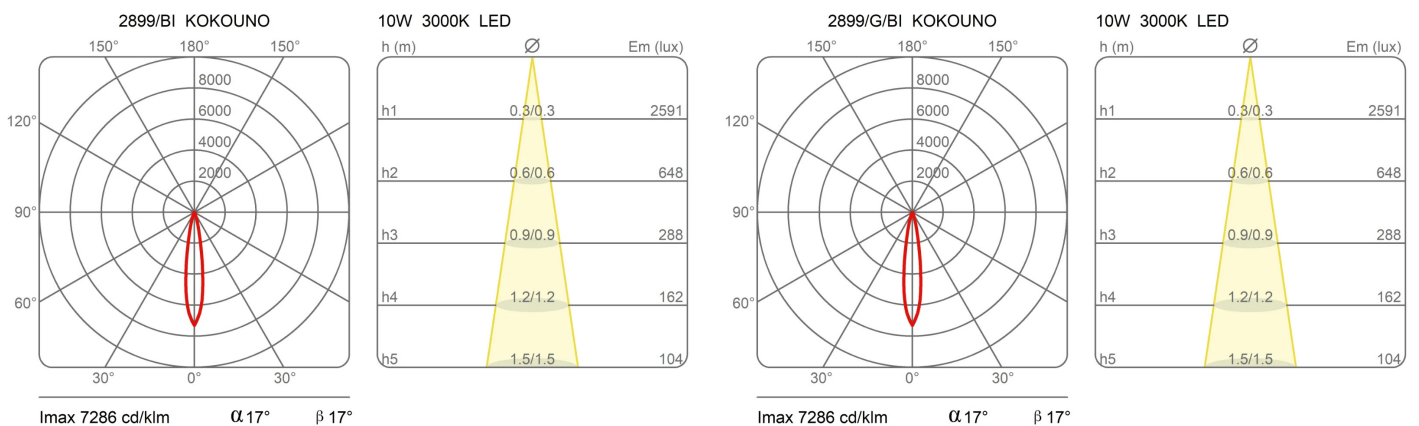 2899/BI KOKOUNO
150° 180° 150°
8000
6000
120°
4000
2000
90°
60°
30° 0° 30°
Imax 7286 cd/klm α 17° β 17°
10W 3000K LED
h (m) Ø Em (lux)
h1 0.3/0.3 2591
h2 0.6/0.6 648
h3 0.9/0.9 288
h4 1.2/1.2 162
h5 1.5/1.5 104
2899/G/BI KOKOUNO
150° 180° 150°
8000
6000
120°
4000
2000
90°
60°
30° 0° 30°
Imax 7286 cd/klm α 17° β 17°
10W 3000K LED
h (m) Ø Em (lux)
h1 0.3/0.3 2591
h2 0.6/0.6 648
h3 0.9/0.9 288
h4 1.2/1.2 162
h5 1.5/1.5 104